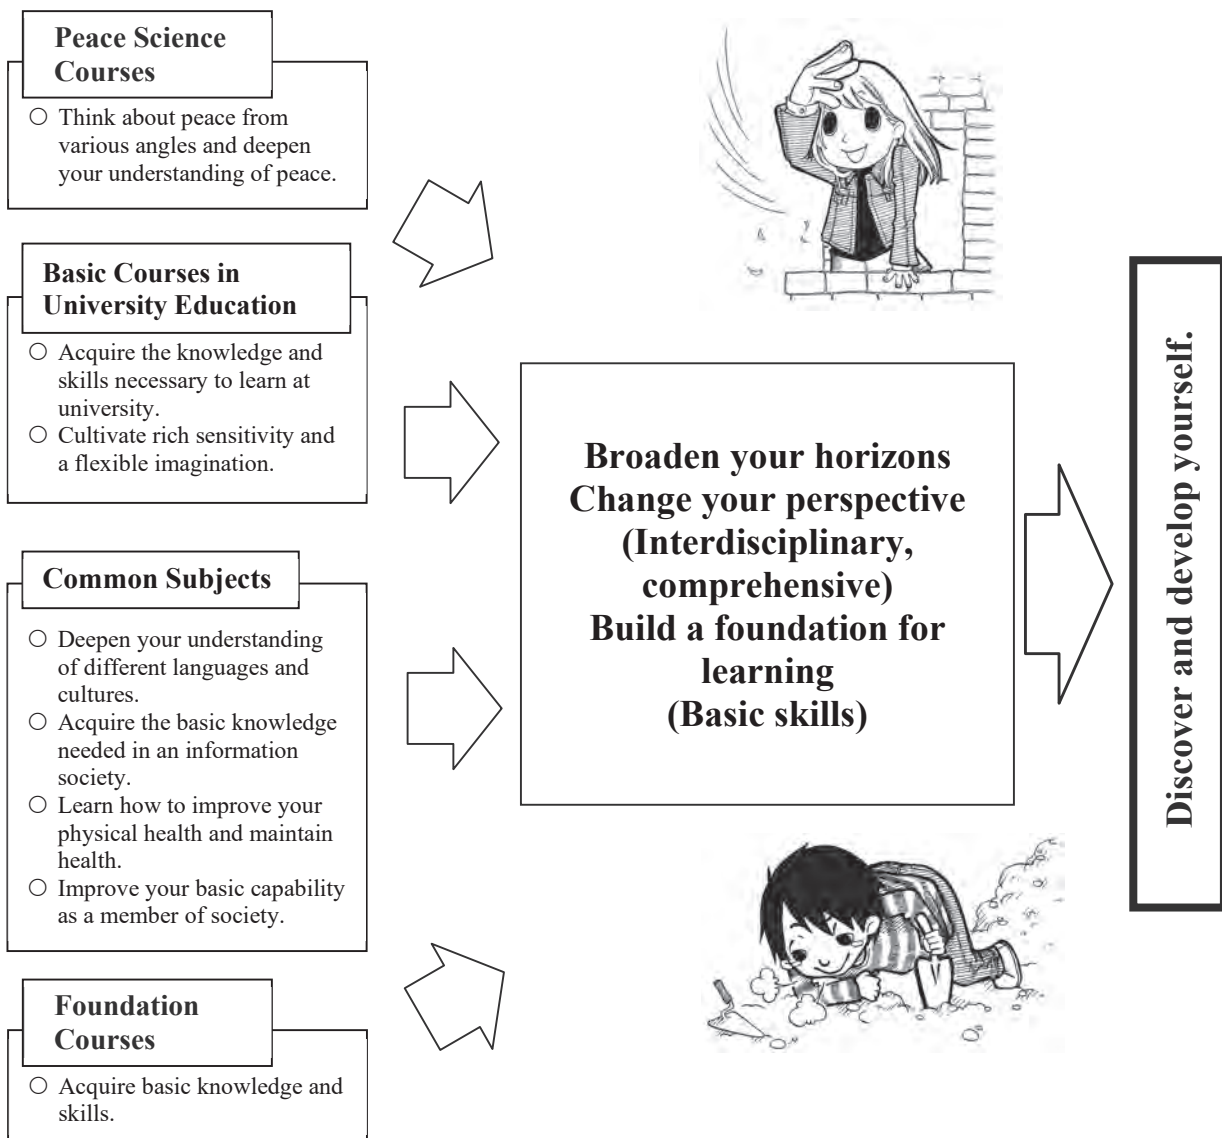 Peace Science
Courses
○ Think about peace from
various angles and deepen
your understanding of peace.
Basic Courses in
University Education
○ Acquire the knowledge and
skills necessary to learn at
university.
○ Cultivate rich sensitivity and
a flexible imagination.
Common Subjects
○ Deepen your understanding
of different languages and
cultures.
○ Acquire the basic knowledge
needed in an information
society.
○ Learn how to improve your
physical health and maintain
health.
○ Improve your basic capability
as a member of society.
Foundation
Courses
○ Acquire basic knowledge and
skills.
Broaden your horizons
Change your perspective
(Interdisciplinary,
comprehensive)
Build a foundation for
learning
(Basic skills)
Discover and develop yourself.